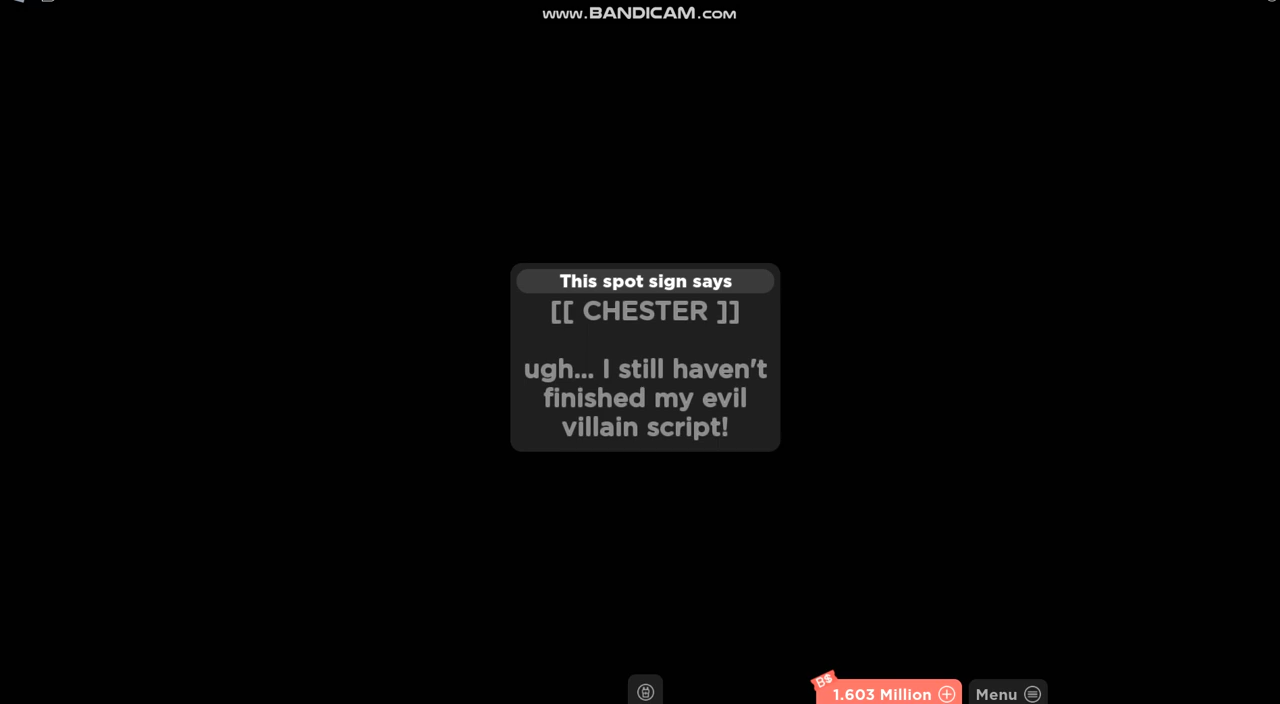 www.BANDICAM.com
This spot sign says
[[ CHESTER ]]
ugh... I still haven't
finished my evil
villain script!
B$
1.603 Million
Menu